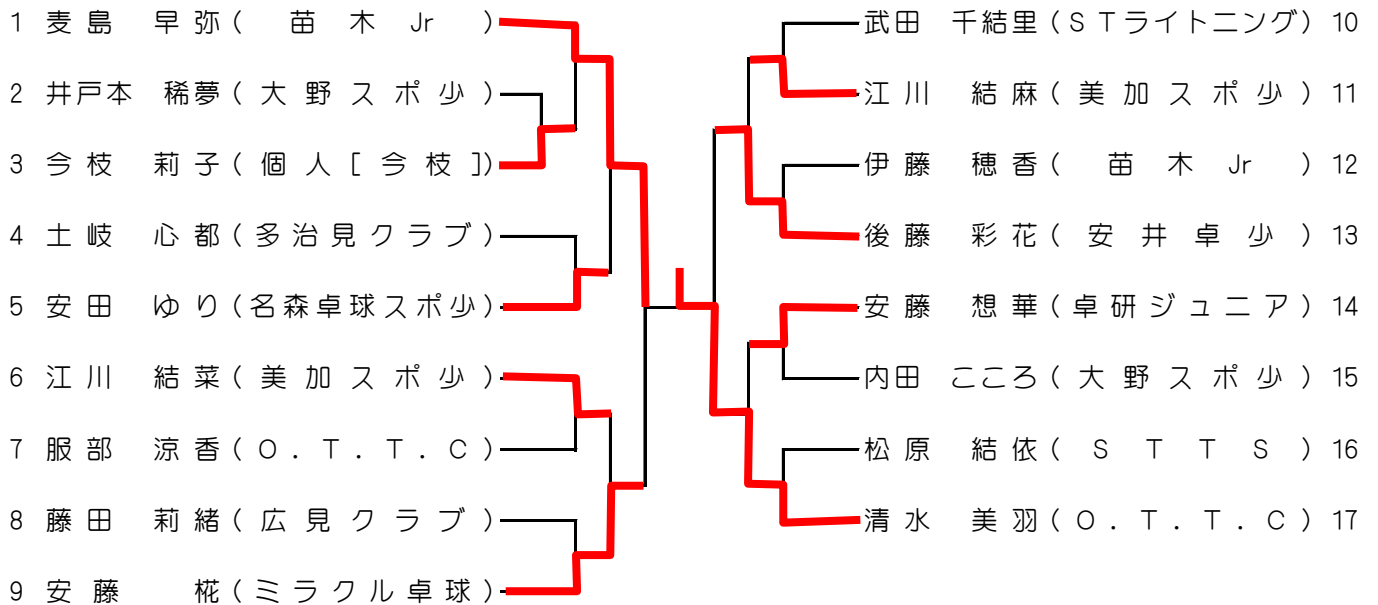 1 麦島 早弥(苗木Jr)
2 井戸本 稀夢(大野スポ少)
3 今枝 莉子(個人[今枝])
4 土岐 心都(多治見クラブ)
5 安田 ゆり(名森卓球スポ少)
6 江川 結菜(美加スポ少)
7 服部 涼香(O.T.T.C)
8 藤田 莉緒(広見クラブ)
9 安藤 椛(ミラクル卓球)
武田 千結里(STライトニング) 10
江川 結麻(美加スポ少) 11
伊藤 穂香(苗木Jr) 12
後藤 彩花(安井卓少) 13
安藤 想華(卓研ジュニア) 14
内田 こころ(大野スポ少) 15
松原 結依(STTS) 16
清水 美羽(O.T.T.C) 17